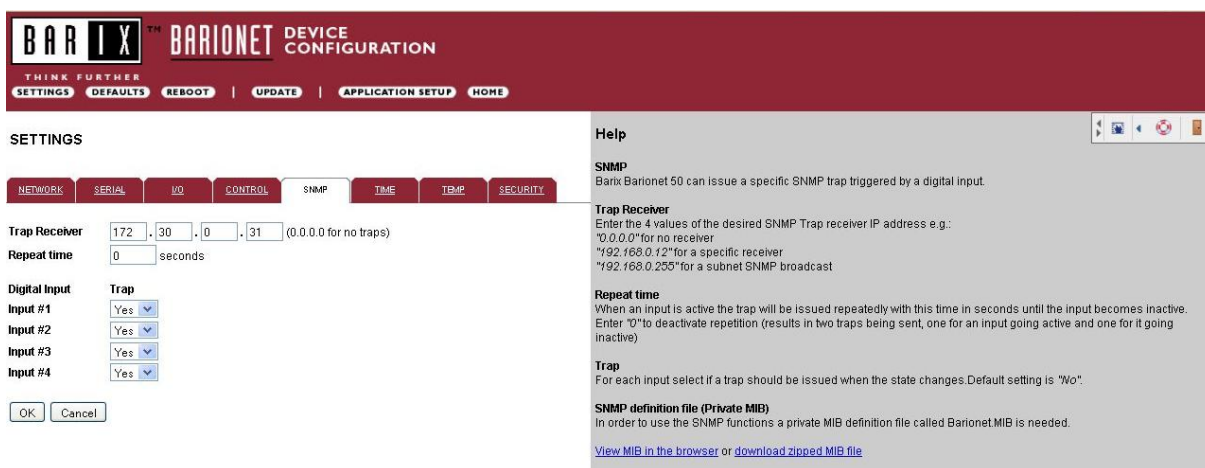 BARIX ™ BARIONET DEVICE CONFIGURATION
THINK FURTHER
SETTINGS DEFAULTS REBOOT | UPDATE | APPLICATION SETUP HOME
SETTINGS
NETWORK SERIAL I/O CONTROL SNMP TIME TEMP SECURITY
Trap Receiver 172 . 30 . 0 . 31 (0.0.0.0 for no traps)
Repeat time 0 seconds
Digital Input Trap
Input #1 Yes
Input #2 Yes
Input #3 Yes
Input #4 Yes
OK Cancel
Help
SNMP
Barix Barionet 50 can issue a specific SNMP trap triggered by a digital input.
Trap Receiver
Enter the 4 values of the desired SNMP Trap receiver IP address e.g.:
"0.0.0.0" for no receiver
"192.168.0.12" for a specific receiver
"192.168.0.255" for a subnet SNMP broadcast
Repeat time
When an input is active the trap will be issued repeatedly with this time in seconds until the input becomes inactive.
Enter "0" to deactivate repetition (results in two traps being sent, one for an input going active and one for it going
inactive)
Trap
For each input select if a trap should be issued when the state changes.Default setting is "No".
SNMP definition file (Private MIB)
In order to use the SNMP functions a private MIB definition file called Barionet.MIB is needed.
View MIB in the browser or download zipped MIB file